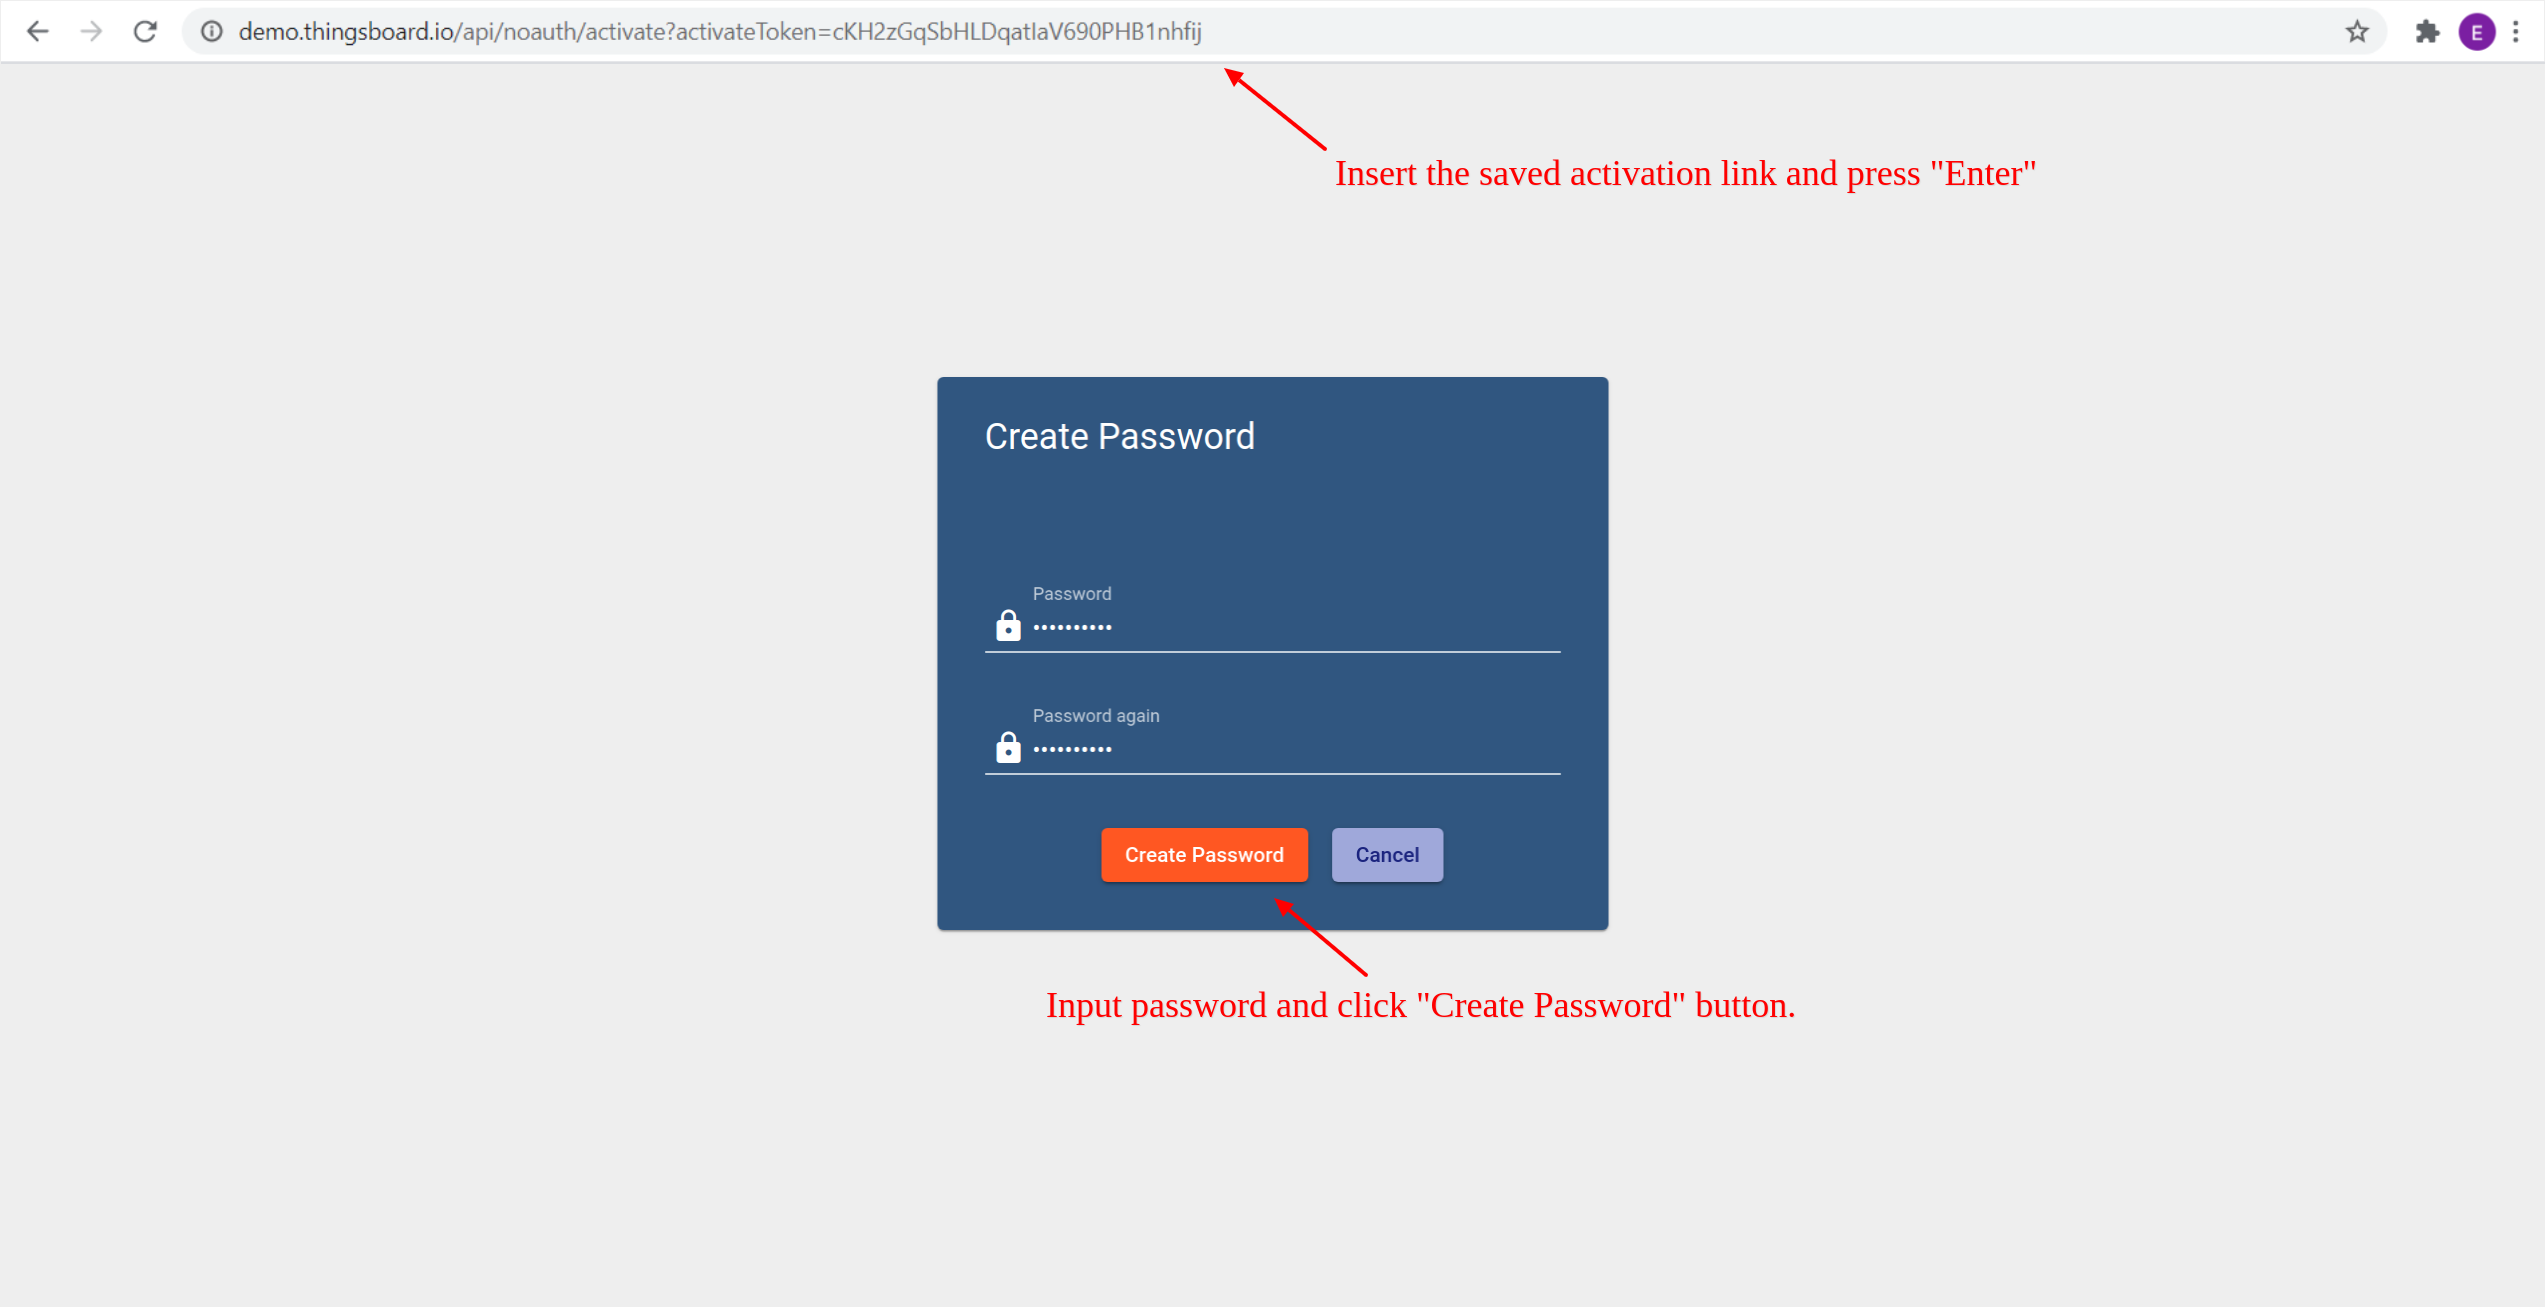 demo.thingsboard.io/api/noauth/activate?activateToken=cKH2zGqSbHLDqatIaV690PHB1nhfij
E
Insert the saved activation link and press "Enter"
Create Password
Password
••••••••••
Password again
••••••••••
Create Password Cancel
Input password and click "Create Password" button.